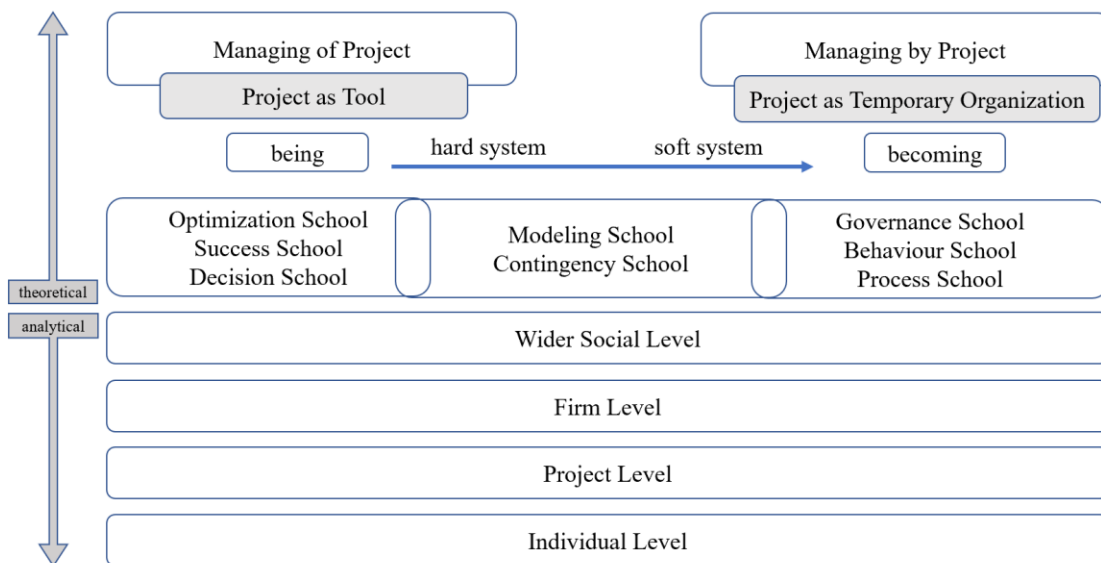 Managing of Project
Managing by Project
Project as Tool
Project as Temporary Organization
being
hard system
soft system
becoming
Optimization School
Success School
Decision School
Modeling School
Contingency School
Governance School
Behaviour School
Process School
theoretical
analytical
Wider Social Level
Firm Level
Project Level
Individual Level